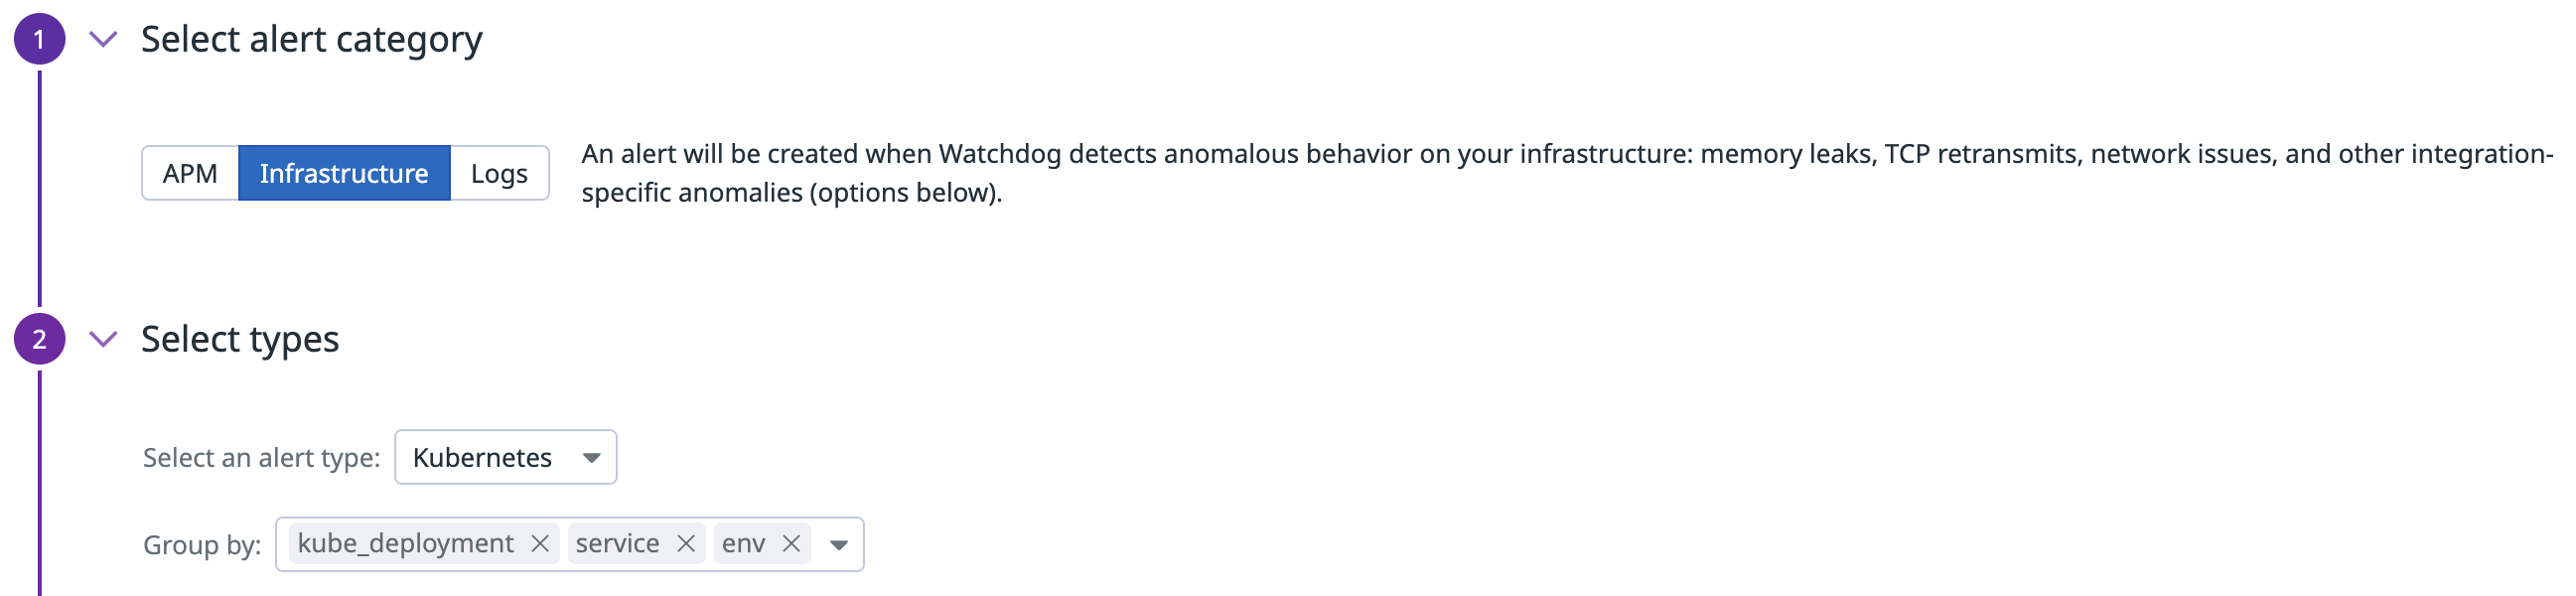 1 Select alert category
APM Infrastructure Logs
An alert will be created when Watchdog detects anomalous behavior on your infrastructure: memory leaks, TCP retransmits, network issues, and other integration-
specific anomalies (options below).
2 Select types
Select an alert type: Kubernetes
Group by: kube_deployment service env